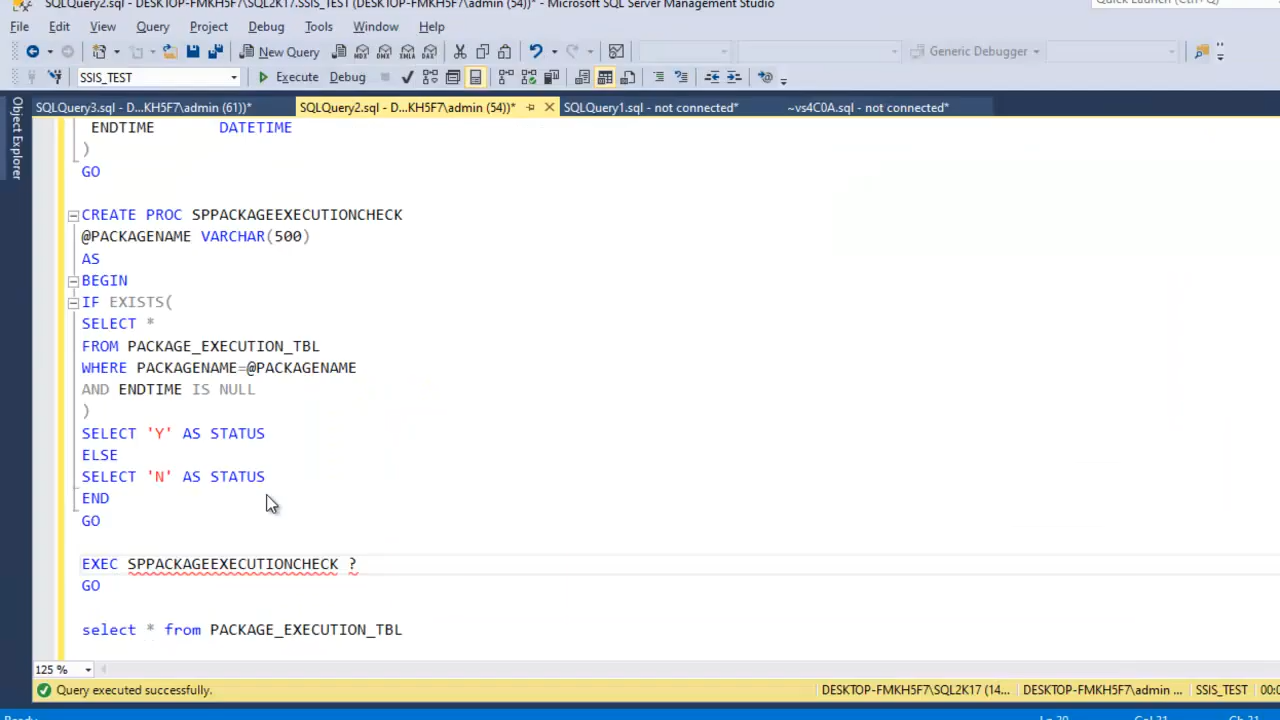 SQLQuery2.sql - DESKTOP-FMKH5F7\SQL2K17.SSIS_TEST (DESKTOP-FMKH5F7\admin (54))* - Microsoft SQL Server Management Studio
Quick Launch (Ctrl+Q)
File Edit View Query Project Debug Tools Window Help
New Query Generic Debugger
SSIS_TEST Execute Debug
SQLQuery3.sql - D...KH5F7\admin (61))* SQLQuery2.sql - D...KH5F7\admin (54))* SQLQuery1.sql - not connected* ~vs4C0A.sql - not connected*
Object Explorer
ENDTIME DATETIME
)
GO
CREATE PROC SPPACKAGEEXECUTIONCHECK
@PACKAGENAME VARCHAR(500)
AS
BEGIN
IF EXISTS(
SELECT *
FROM PACKAGE_EXECUTION_TBL
WHERE PACKAGENAME=@PACKAGENAME
AND ENDTIME IS NULL
)
SELECT 'Y' AS STATUS
ELSE
SELECT 'N' AS STATUS
END
GO
EXEC SPPACKAGEEXECUTIONCHECK ?
GO
select * from PACKAGE_EXECUTION_TBL
125 %
Query executed successfully. DESKTOP-FMKH5F7\SQL2K17 (14... DESKTOP-FMKH5F7\admin ... SSIS_TEST 00: